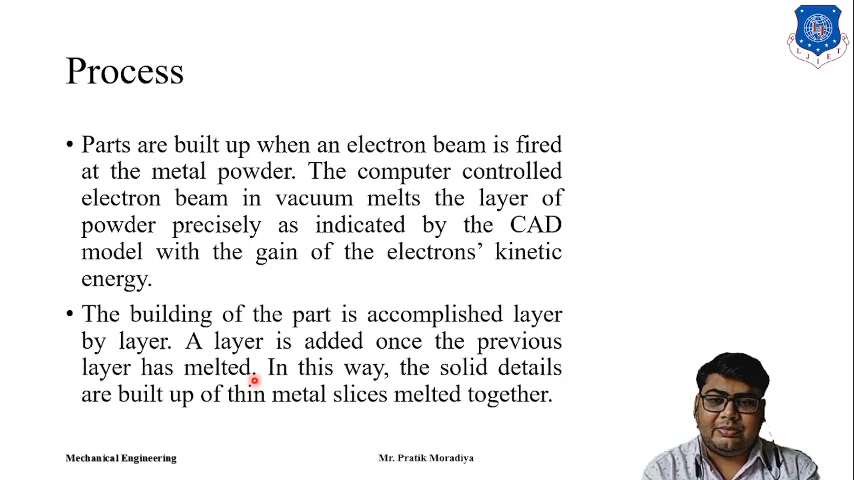 Process
• Parts are built up when an electron beam is fired
at the metal powder. The computer controlled
electron beam in vacuum melts the layer of
powder precisely as indicated by the CAD
model with the gain of the electrons’ kinetic
energy.
• The building of the part is accomplished layer
by layer. A layer is added once the previous
layer has melted. In this way, the solid details
are built up of thin metal slices melted together.
Mechanical Engineering
Mr. Pratik Moradiya
LJIET